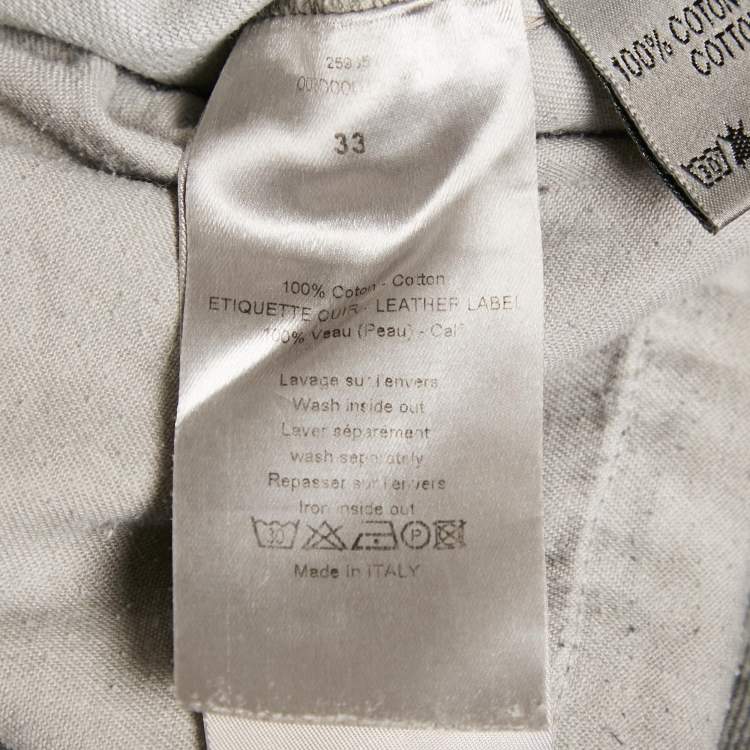 33
100% Coton - Cotton
ETIQUETTE CUIR - LEATHER LABEL
100% Veau (Peau) - Calf
Lavage sur l'envers
Wash inside out
Laver séparément
wash separately
Repasser sur l'envers
Iron inside out
30
P
Made in ITALY
100% COTON
COTTO
30